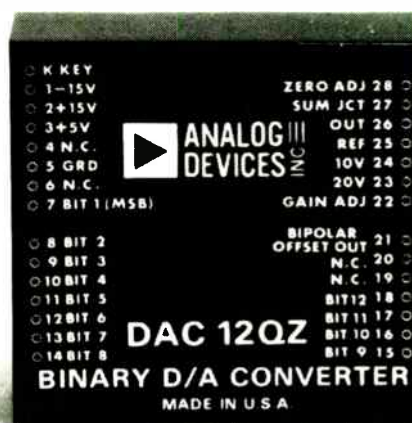 K KEY
1-15V
2+15V
3+5V
4 N.C.
5 GRD
6 N.C.
7 BIT 1 (MSB)
8 BIT 2
9 BIT 3
10 BIT 4
11 BIT 5
12 BIT 6
13 BIT 7
14 BIT 8
ANALOG
DEVICES
INC
ZERO ADJ 28
SUM JCT 27
OUT 26
REF 25
10V 24
20V 23
GAIN ADJ 22
BIPOLAR
OFFSET OUT 21
N.C. 20
N.C. 19
BIT12 18
BIT 11 17
BIT 10 16
BIT 9 15
DAC 12QZ
BINARY D/A CONVERTER
MADE IN U S A